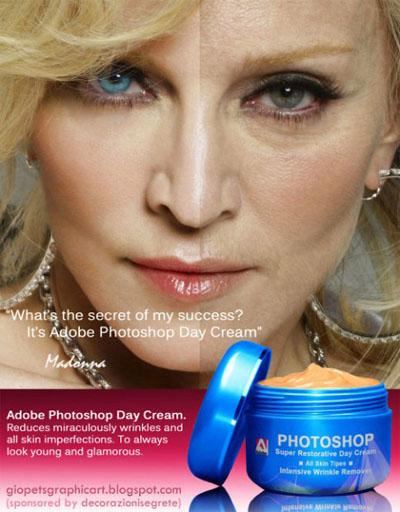 "What's the secret of my success?
It's Adobe Photoshop Day Cream"
Madonna
Adobe Photoshop Day Cream.
Reduces miraculously wrinkles and
all skin imperfections. To always
look young and glamorous.
PHOTOSHOP
Super Restorative Day Cream
All Skin Tipes
Intensive Wrinkle Remover
giopetsgraphicart.blogspot.com
(sponsored by decorazionisegrete)